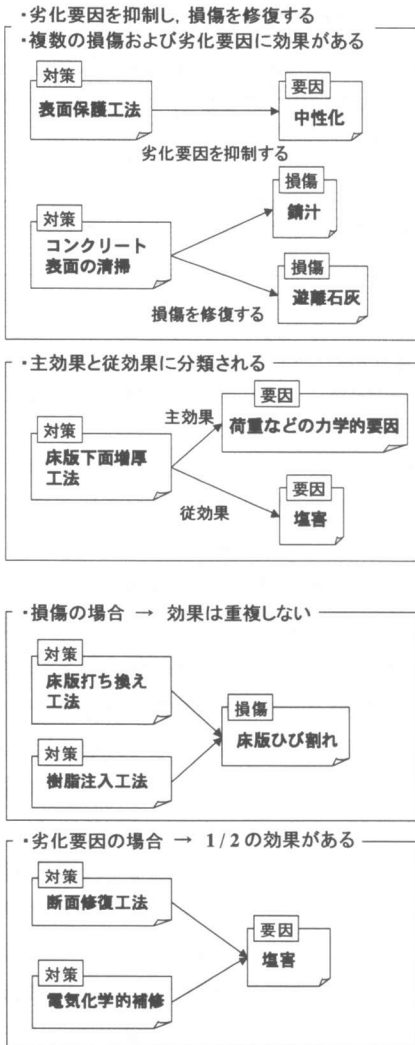 ・劣化要因を抑制し，損傷を修復する
・複数の損傷および劣化要因に効果がある
対策
表面保護工法
要因
中性化
劣化要因を抑制する
対策
コンクリート
表面の清掃
損傷
錆汁
損傷
遊離石灰
損傷を修復する
・主効果と従効果に分類される
対策
床版下面増厚
工法
主効果
要因
荷重などの力学的要因
従効果
要因
塩害
・損傷の場合 → 効果は重複しない
対策
床版打ち換え
工法
対策
樹脂注入工法
損傷
床版ひび割れ
・劣化要因の場合 → 1/2の効果がある
対策
断面修復工法
対策
電気化学的補修
要因
塩害